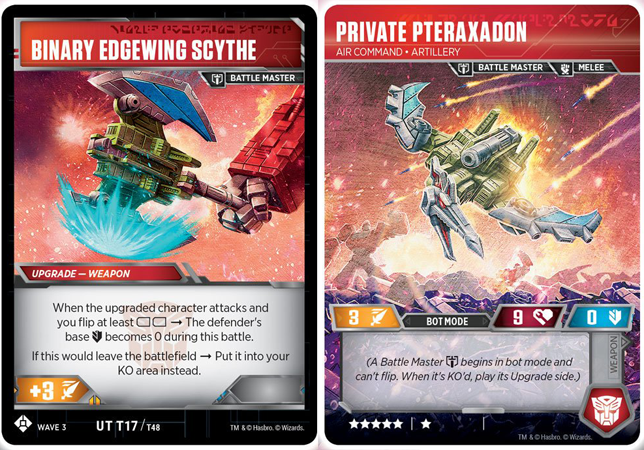 BINARY EDGEWING SCYTHE
BATTLE MASTER
UPGRADE — WEAPON
When the upgraded character attacks and
you flip at least → The defender's
base becomes 0 during this battle.
If this would leave the battlefield → Put it into your
KO area instead.
+3
WAVE 3
UT T17/T48
TM & © Hasbro. © Wizards.
PRIVATE PTERAXADON
AIR COMMAND • ARTILLERY
BATTLE MASTER
MELEE
3
BOT MODE
9
0
WEAPON
(A Battle Master begins in bot mode and
can't flip. When it's KO'd, play its Upgrade side.)
TM & © Hasbro. © Wizards.